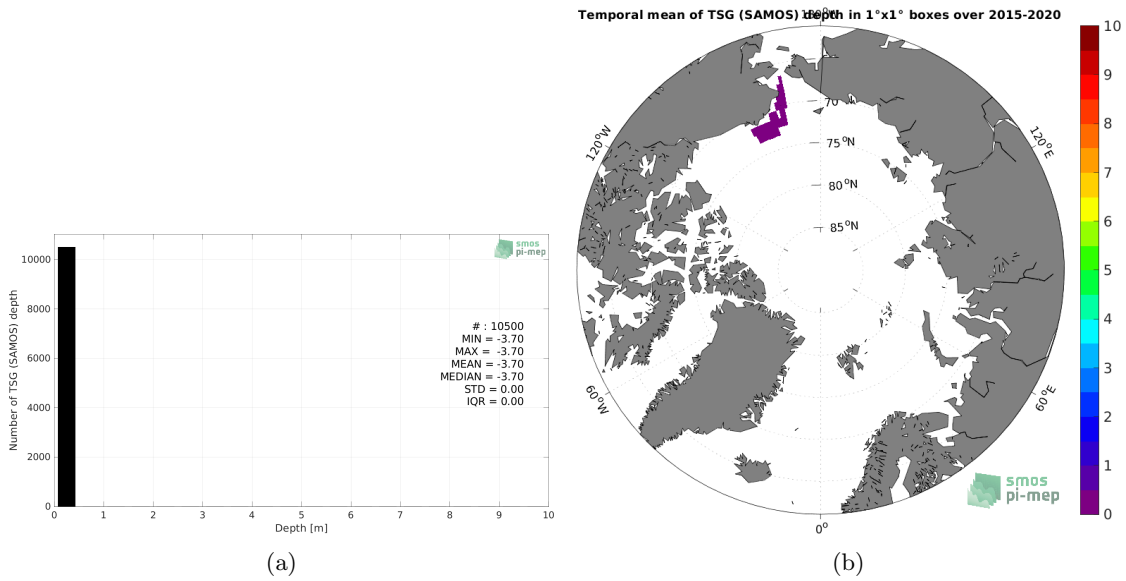 Number of TSG (SAMOS) depth
10000
8000
6000
4000
2000
0
smos
pi-mep
# : 10500
MIN = -3.70
MAX = -3.70
MEAN = -3.70
MEDIAN = -3.70
STD = 0.00
IQR = 0.00
0 1 2 3 4 5 6 7 8 9 10
Depth [m]
(a)
Temporal mean of TSG (SAMOS) depth in 1°x1° boxes over 2015-2020
120°W
120°E
70
75°N
80°N
85°N
60°W
60°E
0°
smos
pi-mep
10
9
8
7
6
5
4
3
2
1
0
(b)